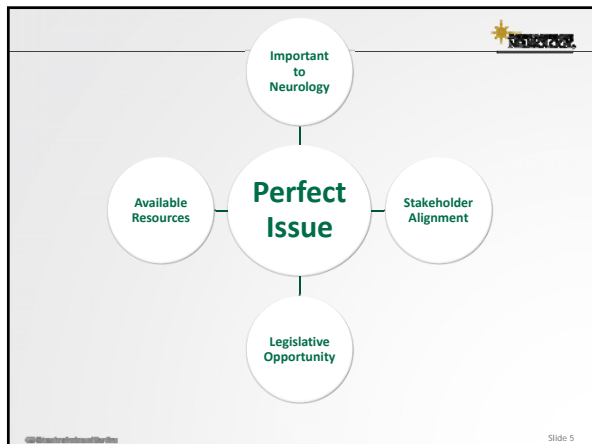 Important
to
Neurology
Available
Resources
Perfect
Issue
Stakeholder
Alignment
Legislative
Opportunity
Slide 5